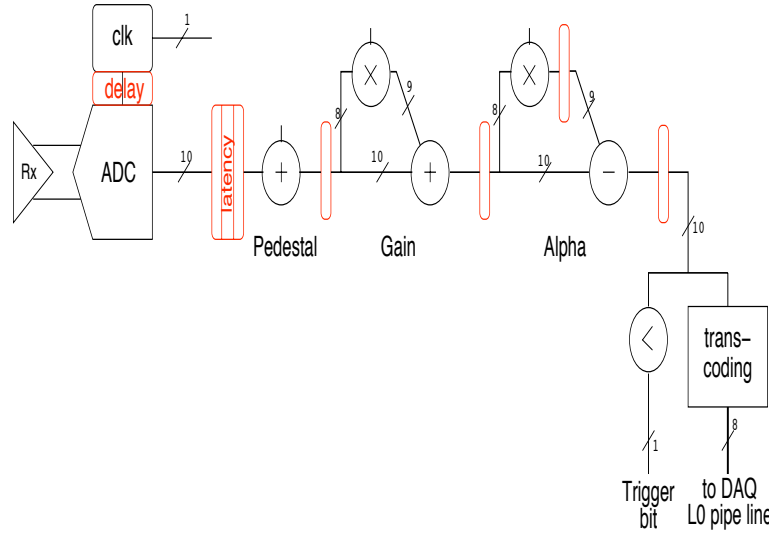 1
clk
delay
Rx
ADC
10
latency
+
Pedestal
8
×
9
10
+
Gain
8
×
9
10
−
Alpha
10
<
trans−
coding
1
8
Trigger
bit
to DAQ
L0 pipe line